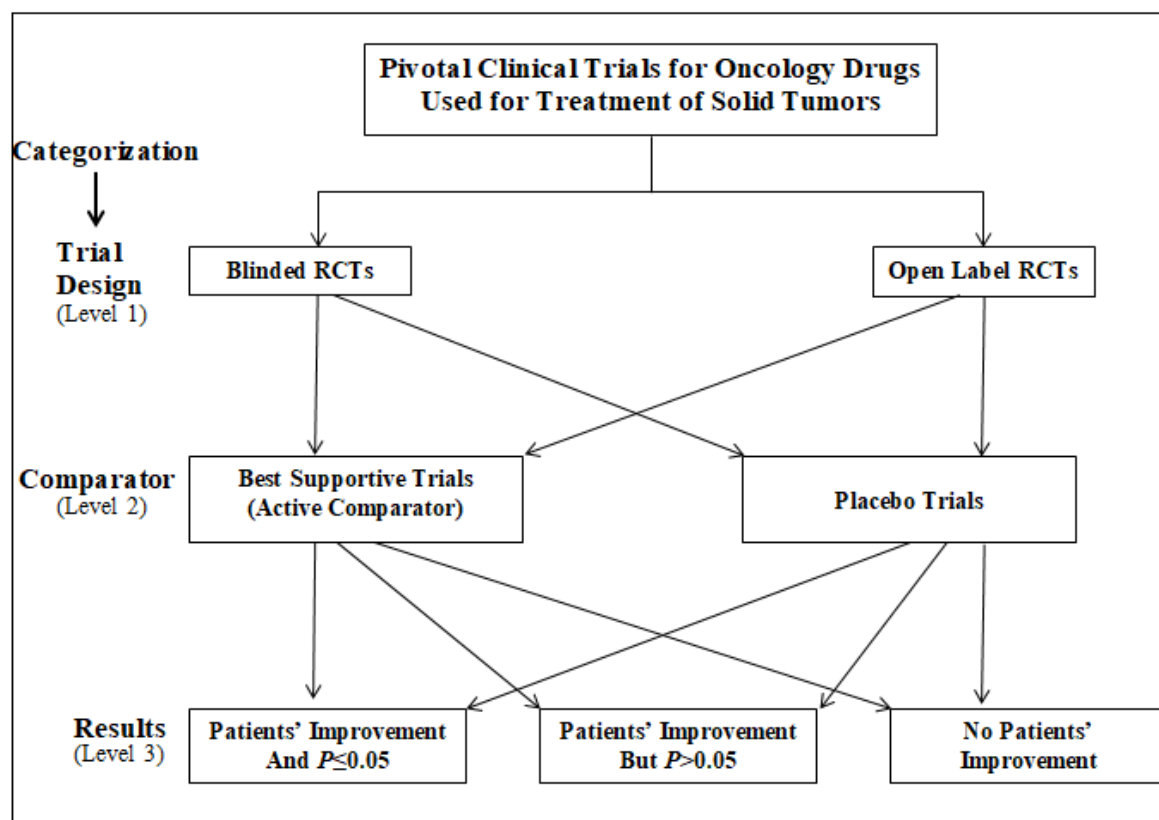 Pivotal Clinical Trials for Oncology Drugs
Used for Treatment of Solid Tumors
Categorization
Trial
Design
(Level 1)
Blinded RCTs
Open Label RCTs
Comparator
(Level 2)
Best Supportive Trials
(Active Comparator)
Placebo Trials
Results
(Level 3)
Patients’ Improvement
And P≤0.05
Patients’ Improvement
But P>0.05
No Patients’
Improvement